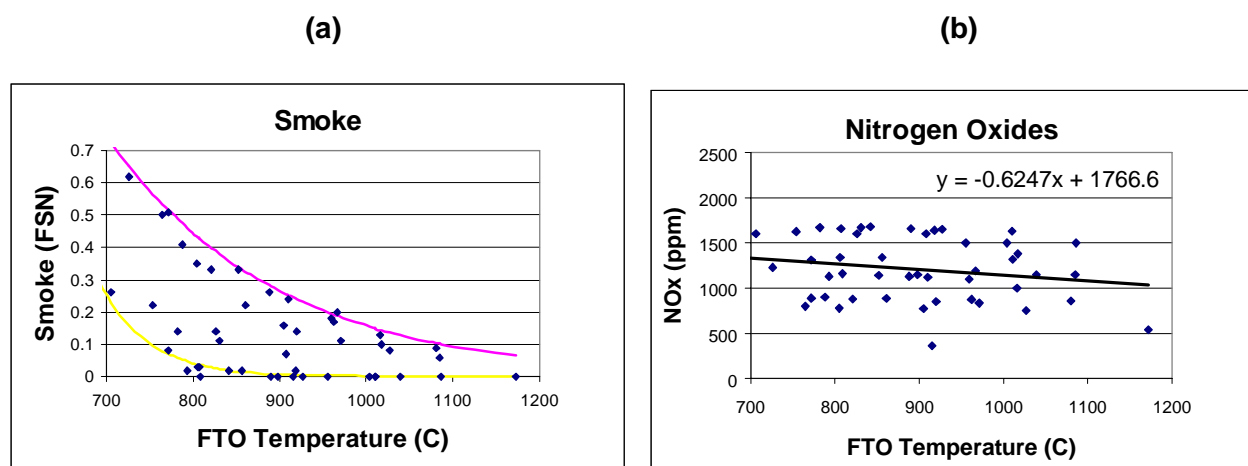 (a)
(b)
Smoke
0.7
0.6
0.5
0.4
0.3
0.2
0.1
0
Smoke (FSN)
700 800 900 1000 1100 1200
FTO Temperature (C)
Nitrogen Oxides
2500
2000
1500
1000
500
0
NOx (ppm)
y = -0.6247x + 1766.6
700 800 900 1000 1100 1200
FTO Temperature (C)